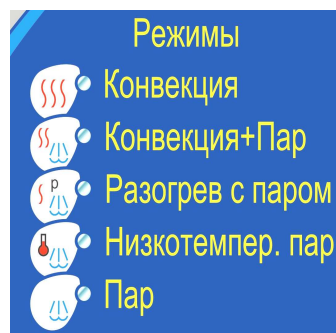 Режимы
Конвекция
Конвекция+Пар
р
Разогрев с паром
Низкотемпер. пар
Пар